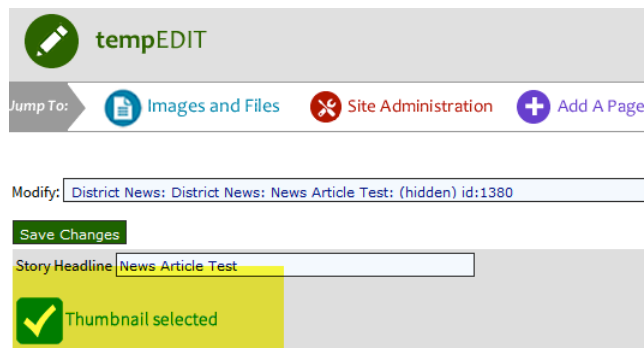 tempEDIT
Jump To: Images and Files Site Administration Add A Page
Modify: District News: District News: News Article Test: (hidden) id:1380
Save Changes
Story Headline News Article Test
Thumbnail selected